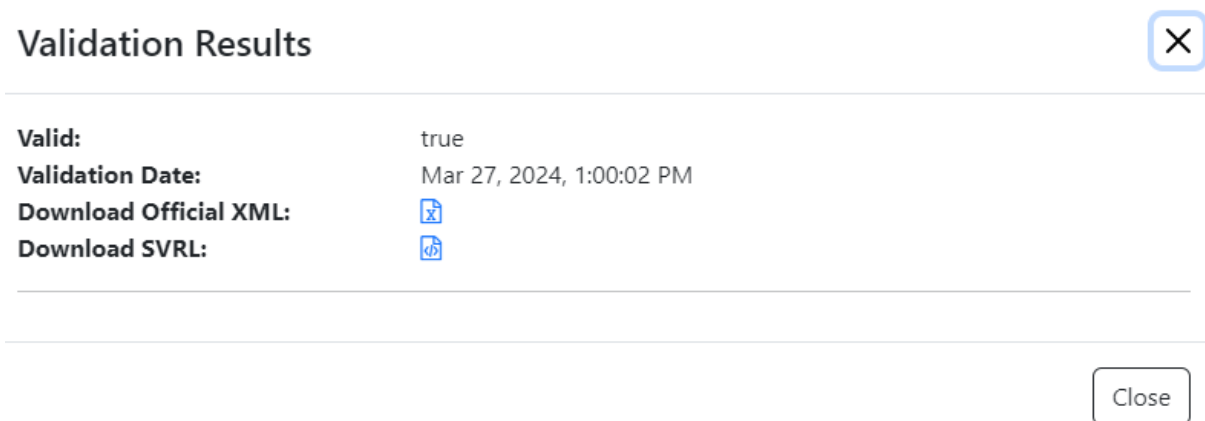 Validation Results
Valid: true
Validation Date: Mar 27, 2024, 1:00:02 PM
Download Official XML:
Download SVRL:
Close